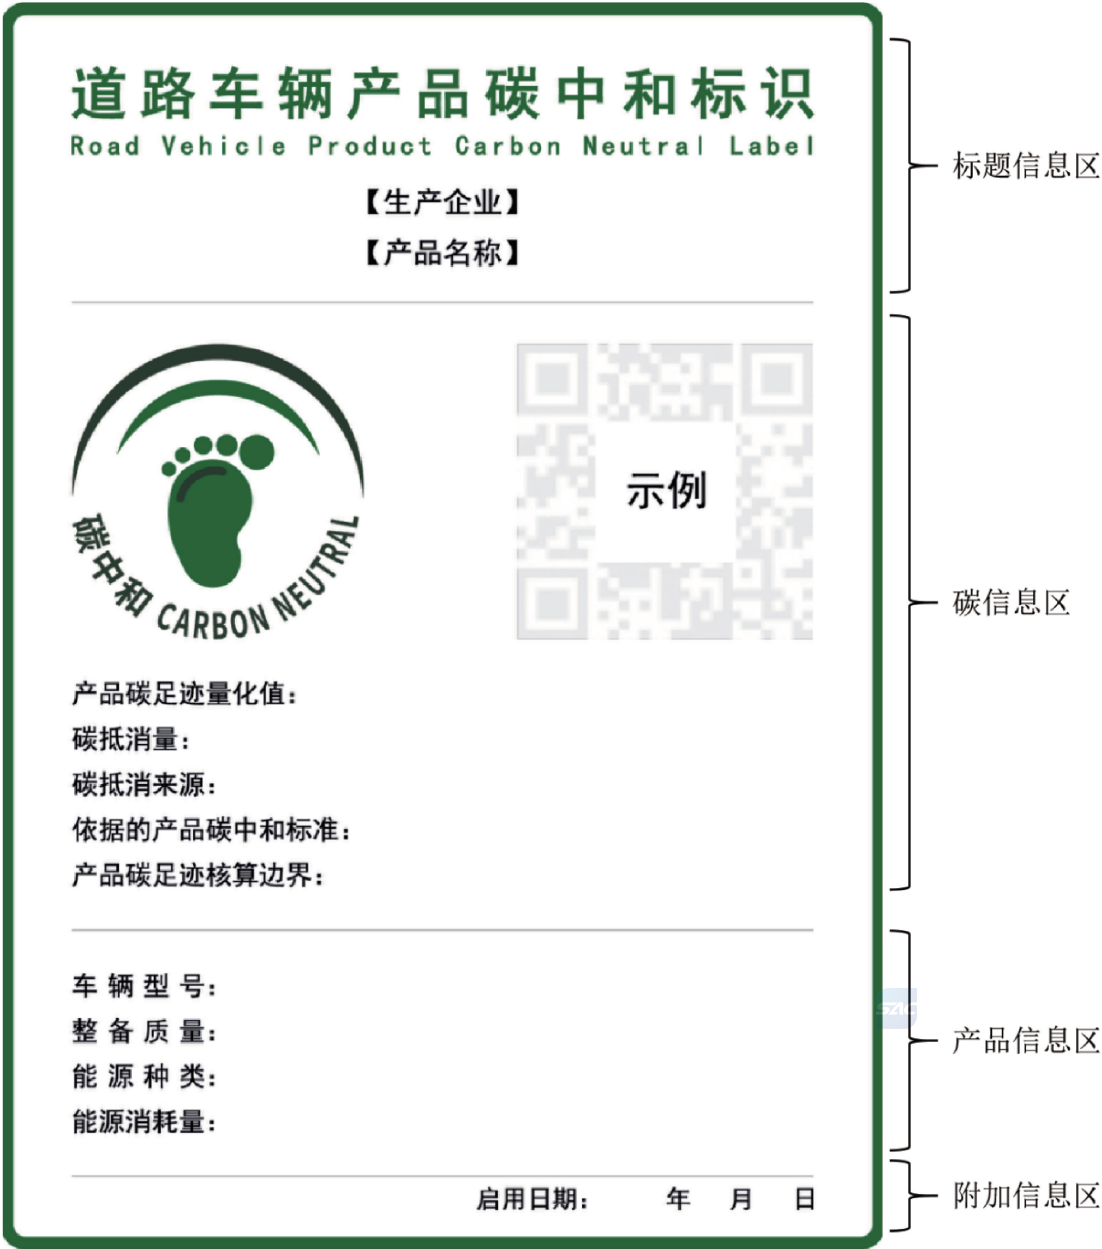 道路车辆产品碳中和标识
Road Vehicle Product Carbon Neutral Label
【生产企业】
【产品名称】
标题信息区
碳中和 CARBON NEUTRAL
示例
产品碳足迹量化值：
碳抵消量：
碳抵消来源：
依据的产品碳中和标准：
产品碳足迹核算边界：
碳信息区
车辆型号：
整备质量：
能源种类：
能源消耗量：
SAC
产品信息区
启用日期： 年 月 日
附加信息区